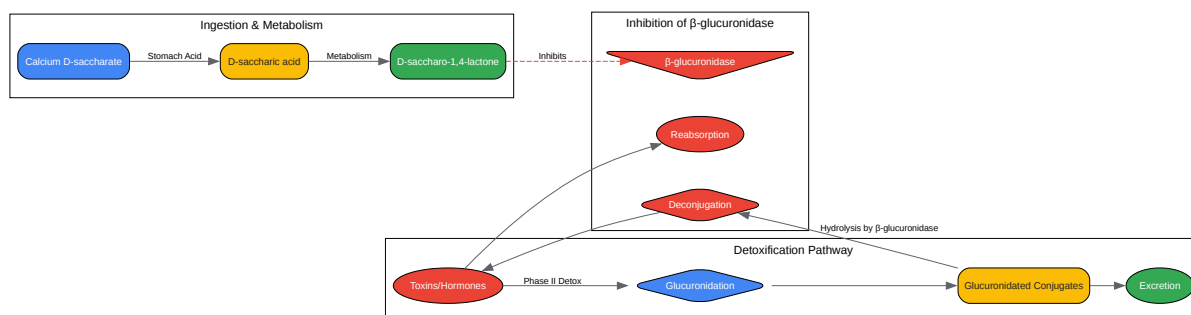 Ingestion & Metabolism
Inhibition of β-glucuronidase
Calcium D-saccharate
Stomach Acid
D-saccharic acid
Metabolism
D-saccharo-1,4-lactone
Inhibits
β-glucuronidase
Reabsorption
Deconjugation
Hydrolysis by β-glucuronidase
Detoxification Pathway
Toxins/Hormones
Phase II Detox
Glucuronidation
Glucuronidated Conjugates
Excretion